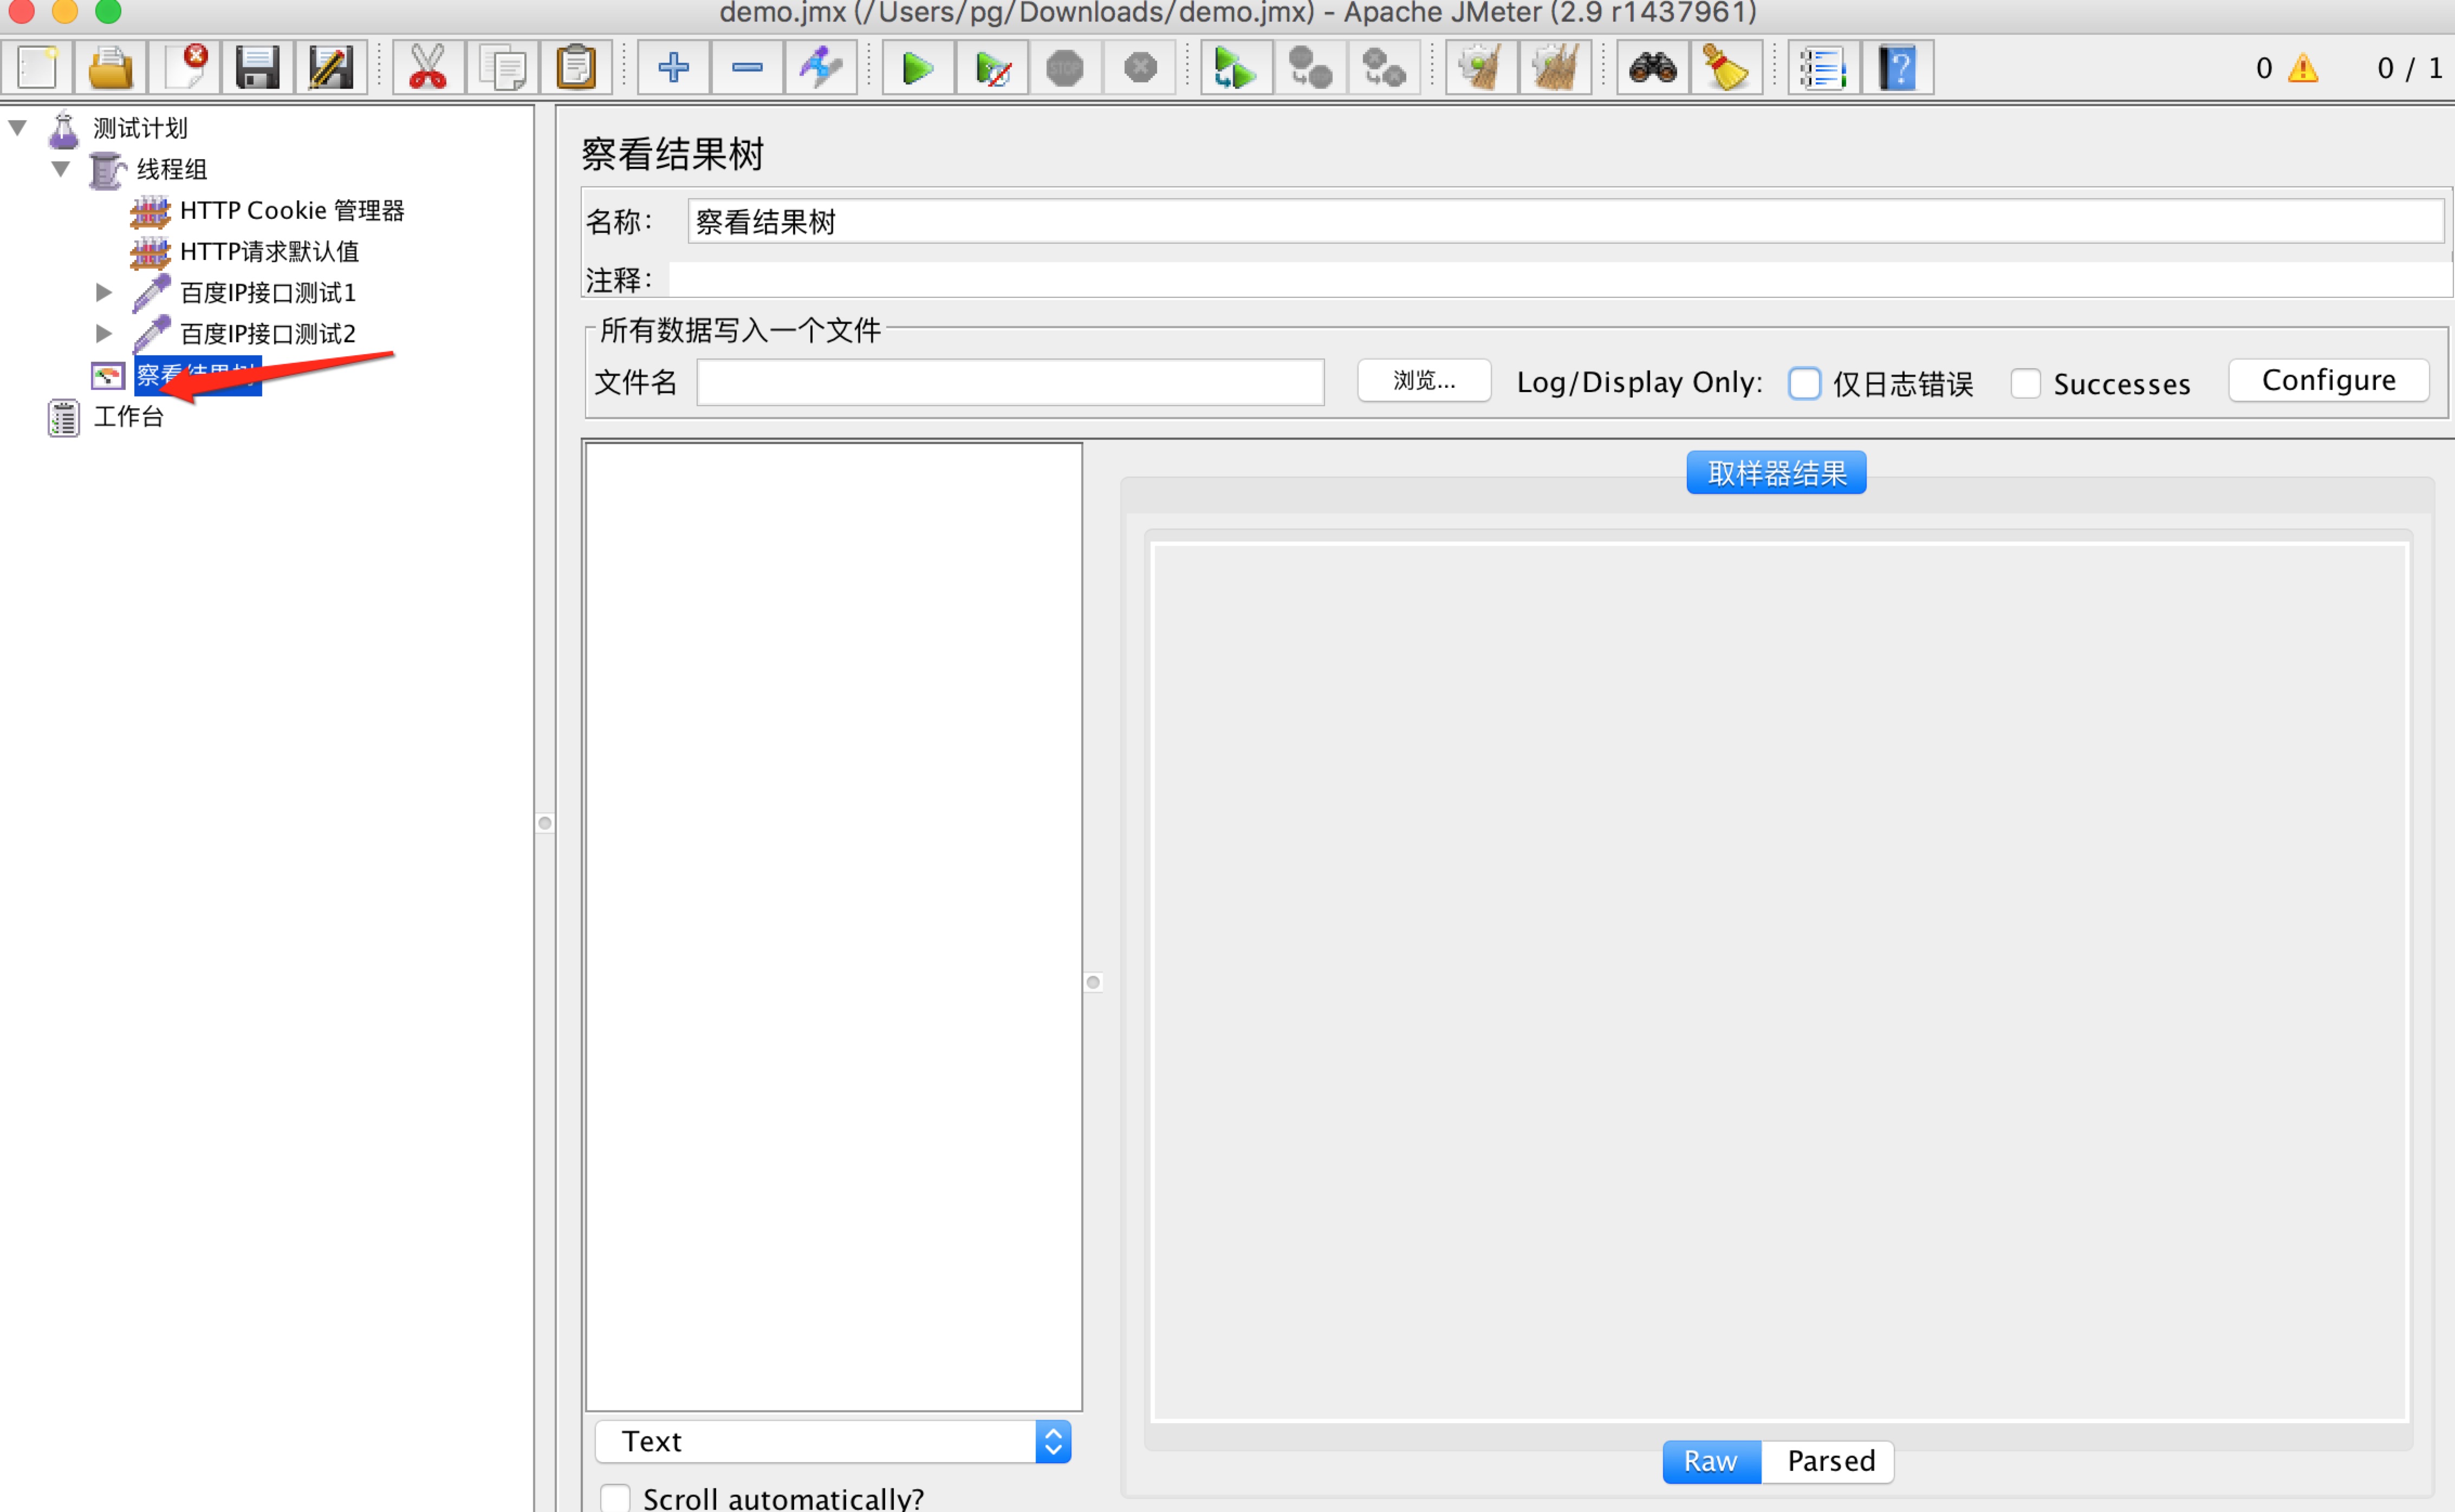 demo.jmx (/Users/pg/Downloads/demo.jmx) - Apache JMeter (2.9 r1437961)
STOP
0
0 / 1
测试计划
线程组
HTTP Cookie 管理器
HTTP请求默认值
百度IP接口测试1
百度IP接口测试2
察看结果树
工作台
察看结果树
名称：
察看结果树
注释：
所有数据写入一个文件
文件名
浏览...
Log/Display Only:
仅日志错误
Successes
Configure
取样器结果
Text
Scroll automatically?
Raw
Parsed